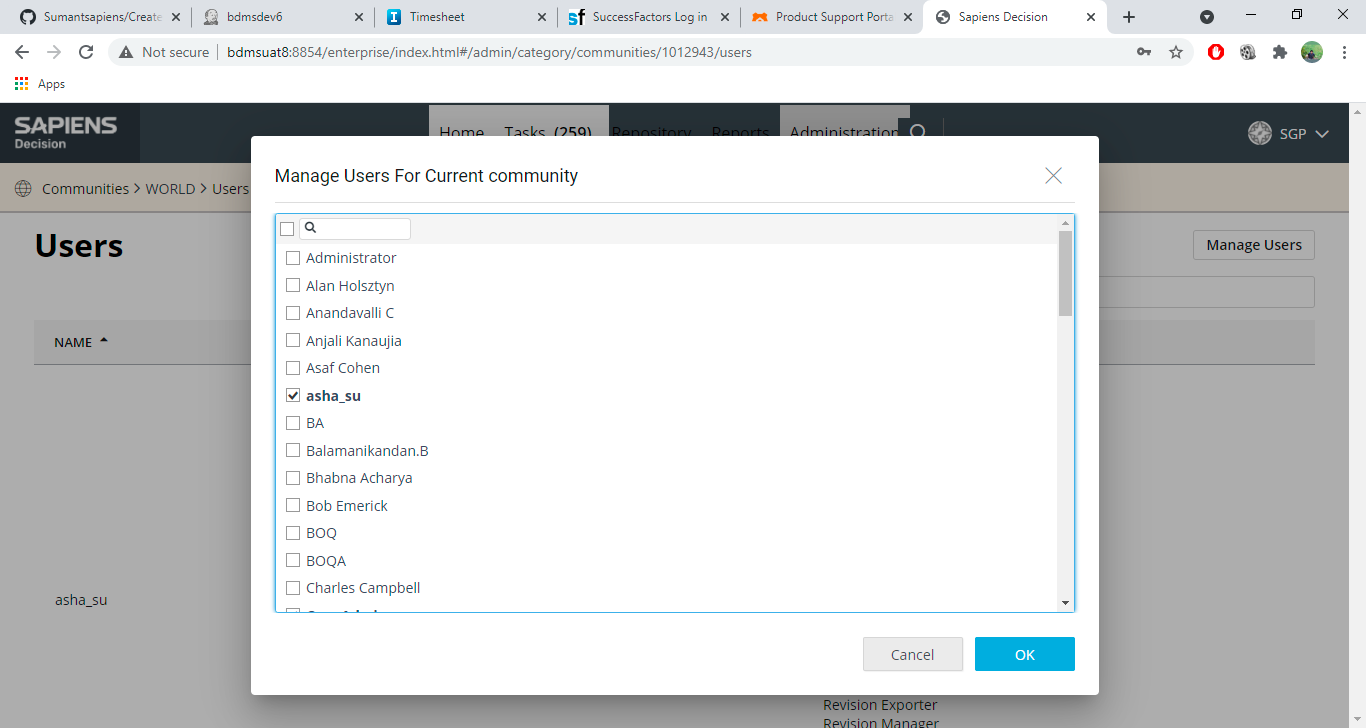 Sumantsapiens/Create
bdmsdev6
Timesheet
SuccessFactors Log in
Product Support Porta
Sapiens Decision
Not secure
bdmsuat8:8854/enterprise/index.html#/admin/category/communities/1012943/users
Apps
SAPIENS
Decision
Home
Tasks (259)
Repository
Reports
Administration
SGP
Communities > WORLD > Users
Users
Manage Users
NAME
Manage Users For Current community
Administrator
Alan Holsztyn
Anandavalli C
Anjali Kanaujia
Asaf Cohen
asha_su
BA
Balamanikandan.B
Bhabna Acharya
Bob Emerick
BOQ
BOQA
Charles Campbell
asha_su
Cancel
OK
Revision Exporter
Revision Manager